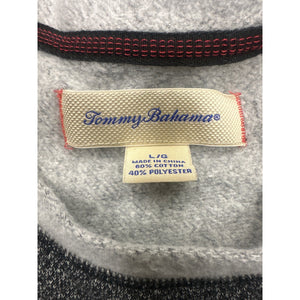 Tommy Bahama®
L/G
MADE IN CHINA
60% COTTON
40% POLYESTER